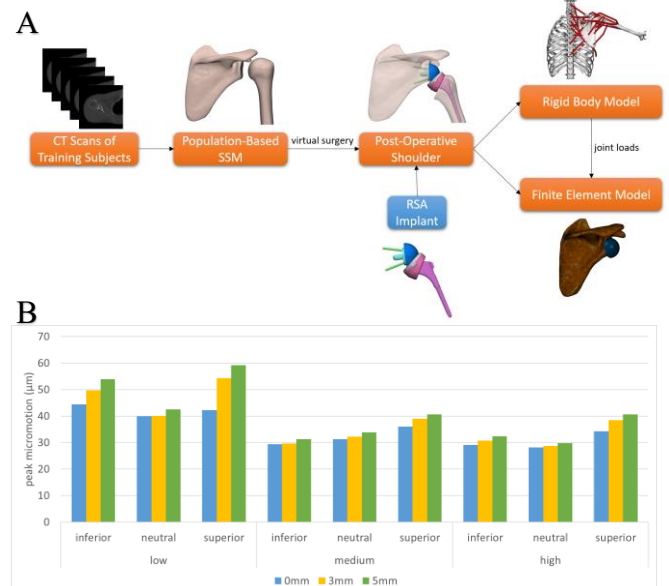 A
CT Scans of
Training Subjects
Population-Based
SSM
virtual surgery
Post-Operative
Shoulder
Rigid Body Model
joint loads
Finite Element Model
RSA
Implant
B
peak micromotion (µm)
70
60
50
40
30
20
10
0
inferior neutral superior inferior neutral superior inferior neutral superior
low medium high
0mm 3mm 5mm